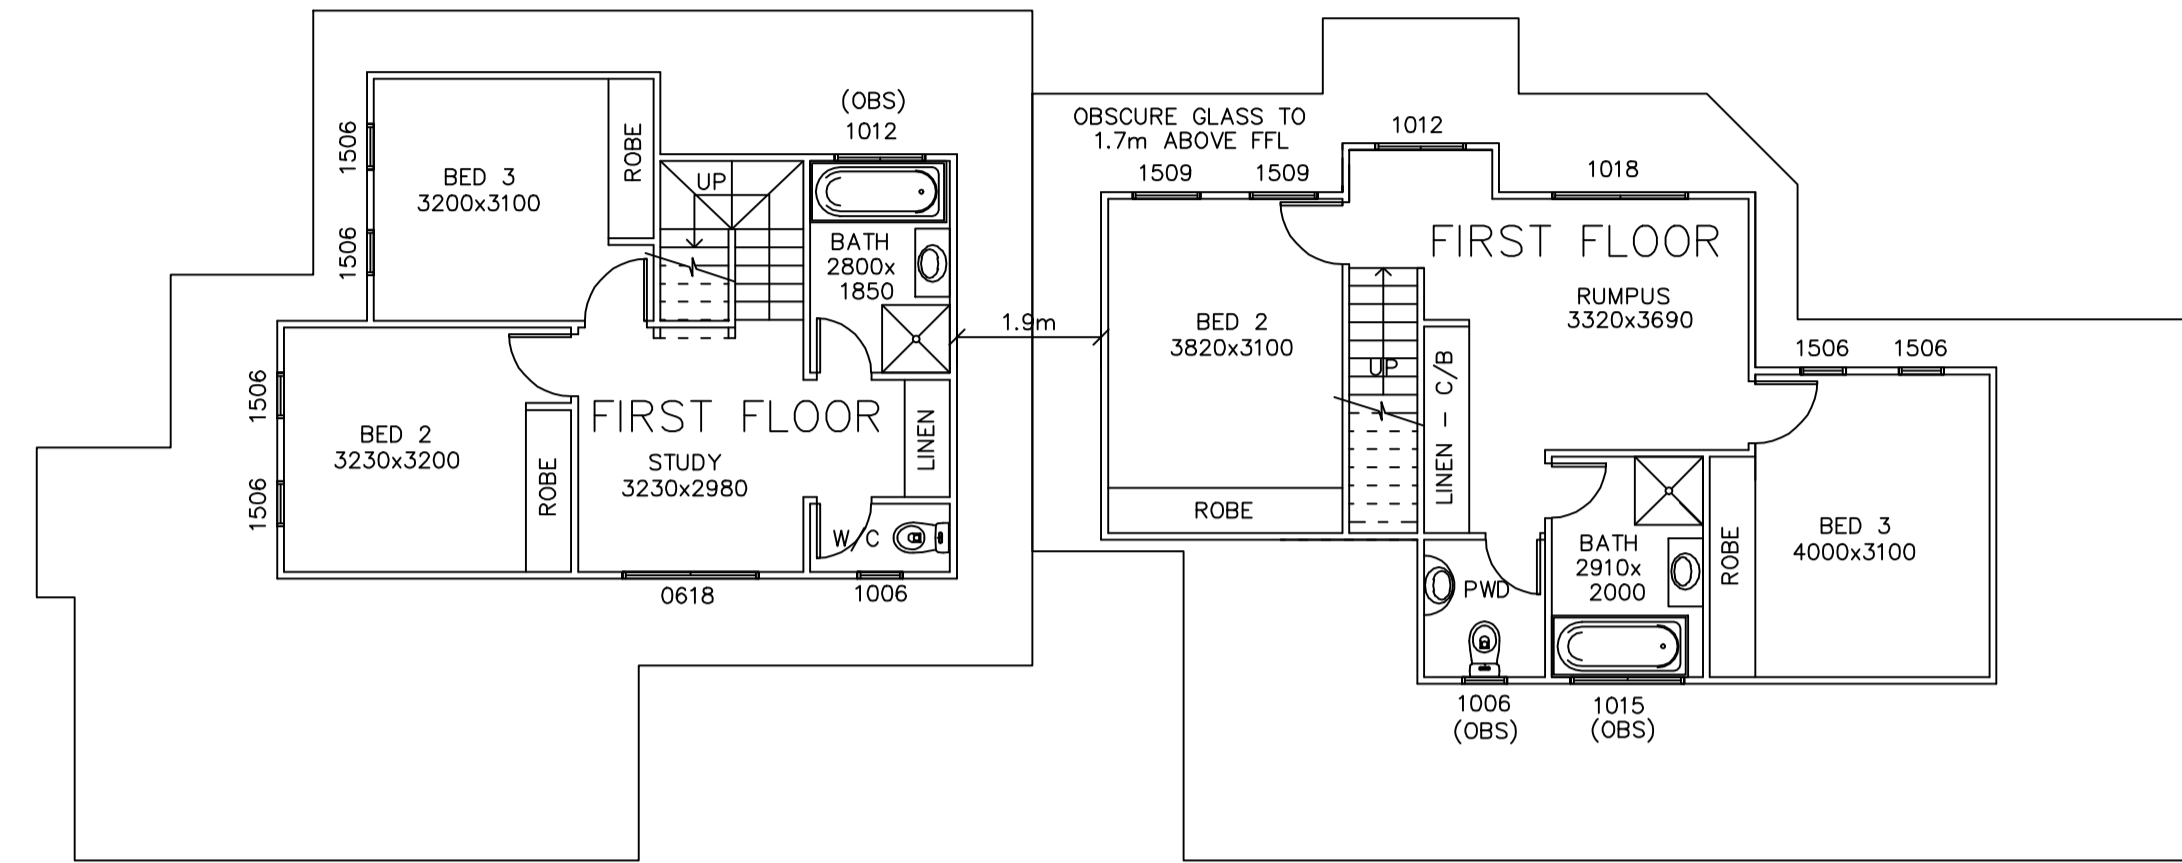 (OBS)
1012
1506
BED 3
3200x3100
ROBE
UP
1506
BATH
2800x
1850
1506
BED 2
3230x3200
1506
ROBE
FIRST FLOOR
STUDY
3230x2980
LINEN
W/C
0618
1006
1.9m
OBSCURE GLASS TO
1.7m ABOVE FFL
1509
1509
1012
1018
FIRST FLOOR
RUMPUS
3320x3690
BED 2
3820x3100
UP
LINEN - C/B
1506
1506
ROBE
BED 3
4000x3100
ROBE
BATH
2910x
2000
PWD
1006
(OBS)
1015
(OBS)